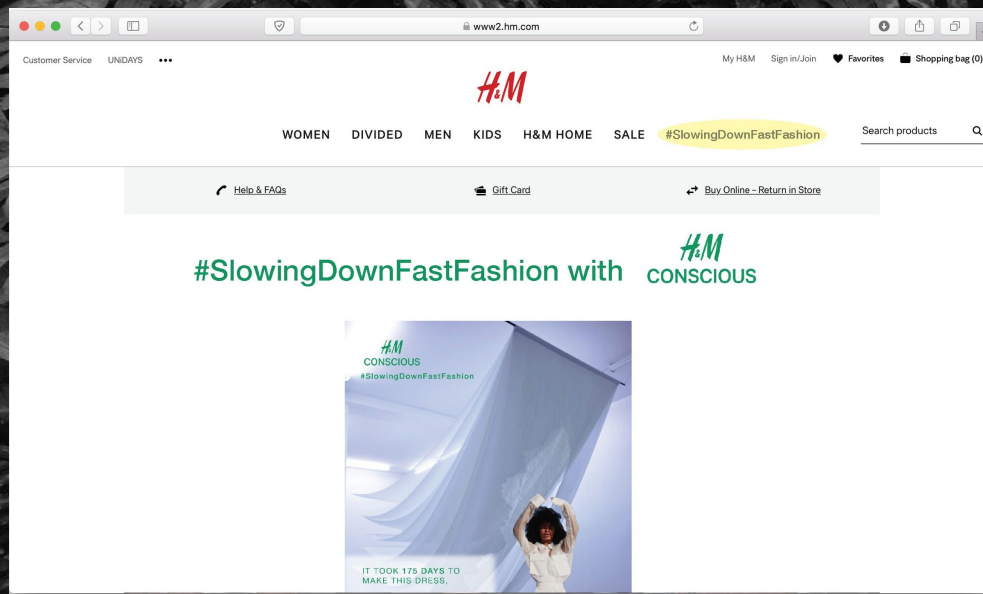 www2.hm.com
Customer Service UNiDAYS •••
My H&M Sign in/Join Favorites Shopping bag (0)
H&M
WOMEN DIVIDED MEN KIDS H&M HOME SALE #SlowingDownFastFashion
Search products
Help & FAQs
Gift Card
Buy Online – Return in Store
#SlowingDownFastFashion with
H&M
CONSCIOUS
H&M
CONSCIOUS
#SlowingDownFastFashion
IT TOOK 175 DAYS TO
MAKE THIS DRESS.